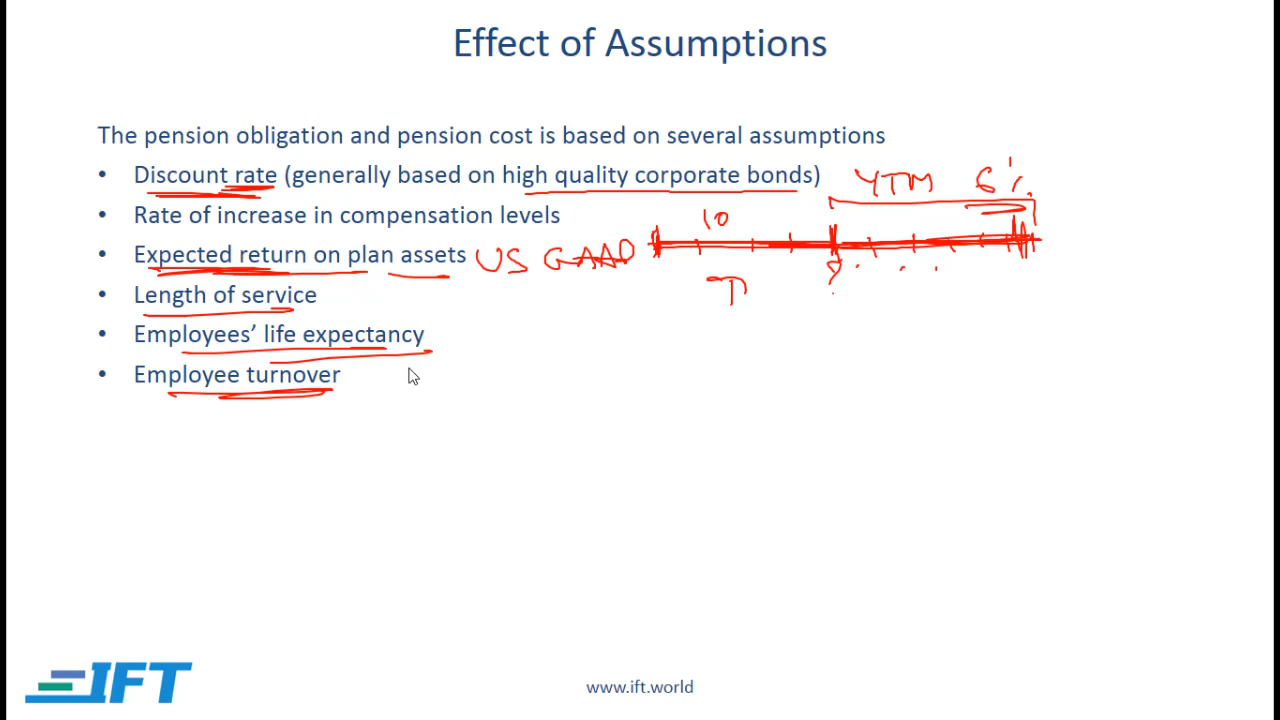 Effect of Assumptions
The pension obligation and pension cost is based on several assumptions
• Discount rate (generally based on high quality corporate bonds)
YTM 6%
• Rate of increase in compensation levels
10
• Expected return on plan assets US GAAP
• Length of service
• Employees’ life expectancy
• Employee turnover
IFT
www.ift.world